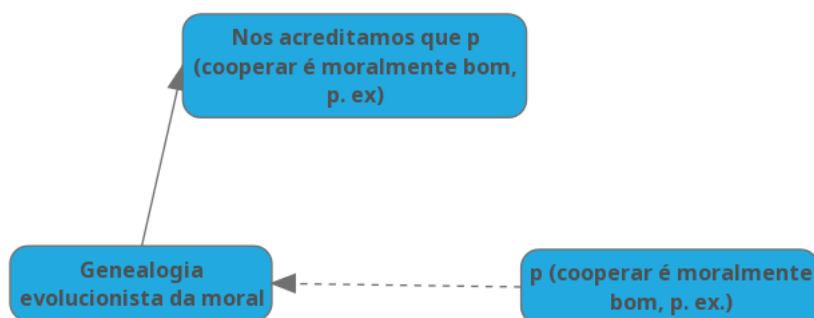 Nos acreditamos que p
(cooperar é moralmente bom,
p. ex)
Genealogia
evolucionista da moral
p (cooperar é moralmente
bom, p. ex.)